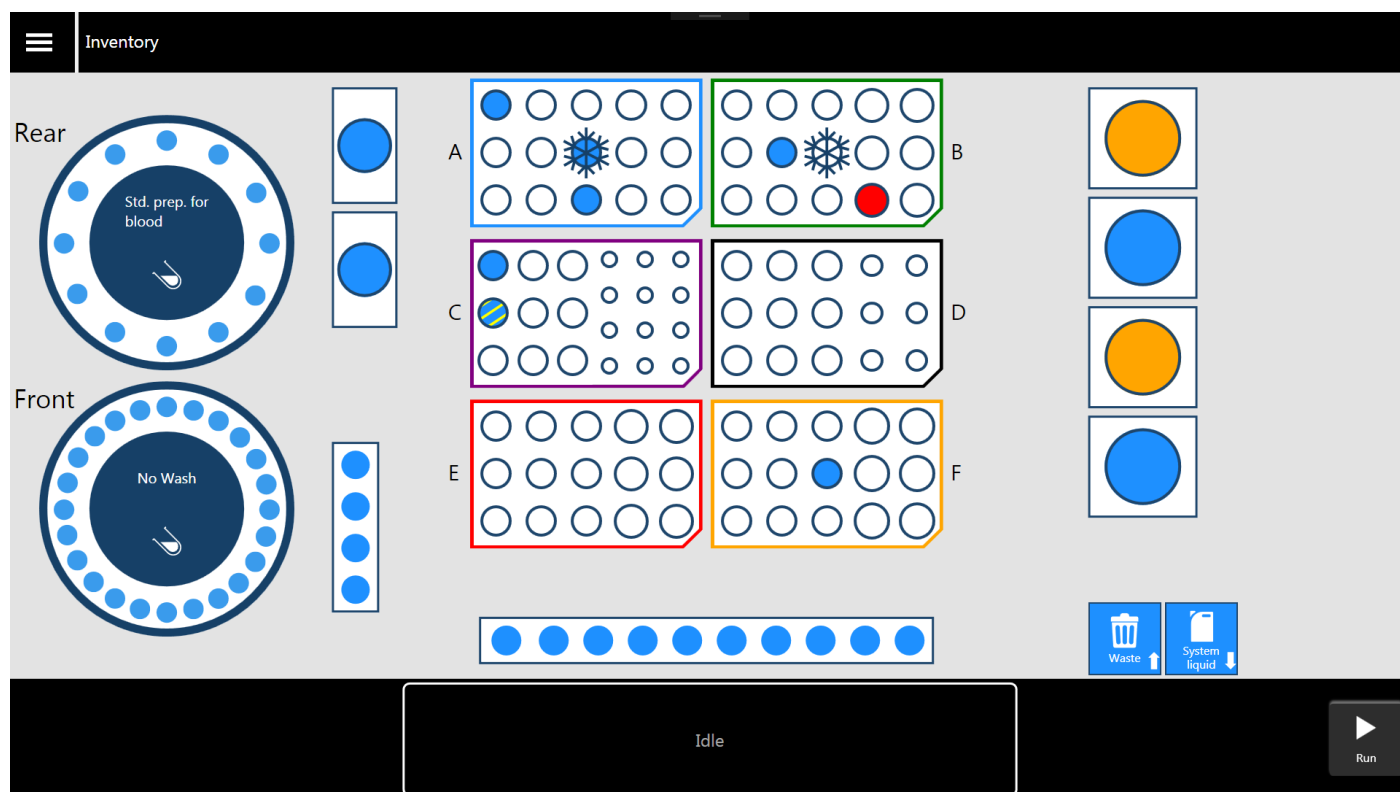 Inventory
Rear
Std. prep. for
blood
A
B
C
D
Front
No Wash
E
F
Waste
System
liquid
Idle
Run